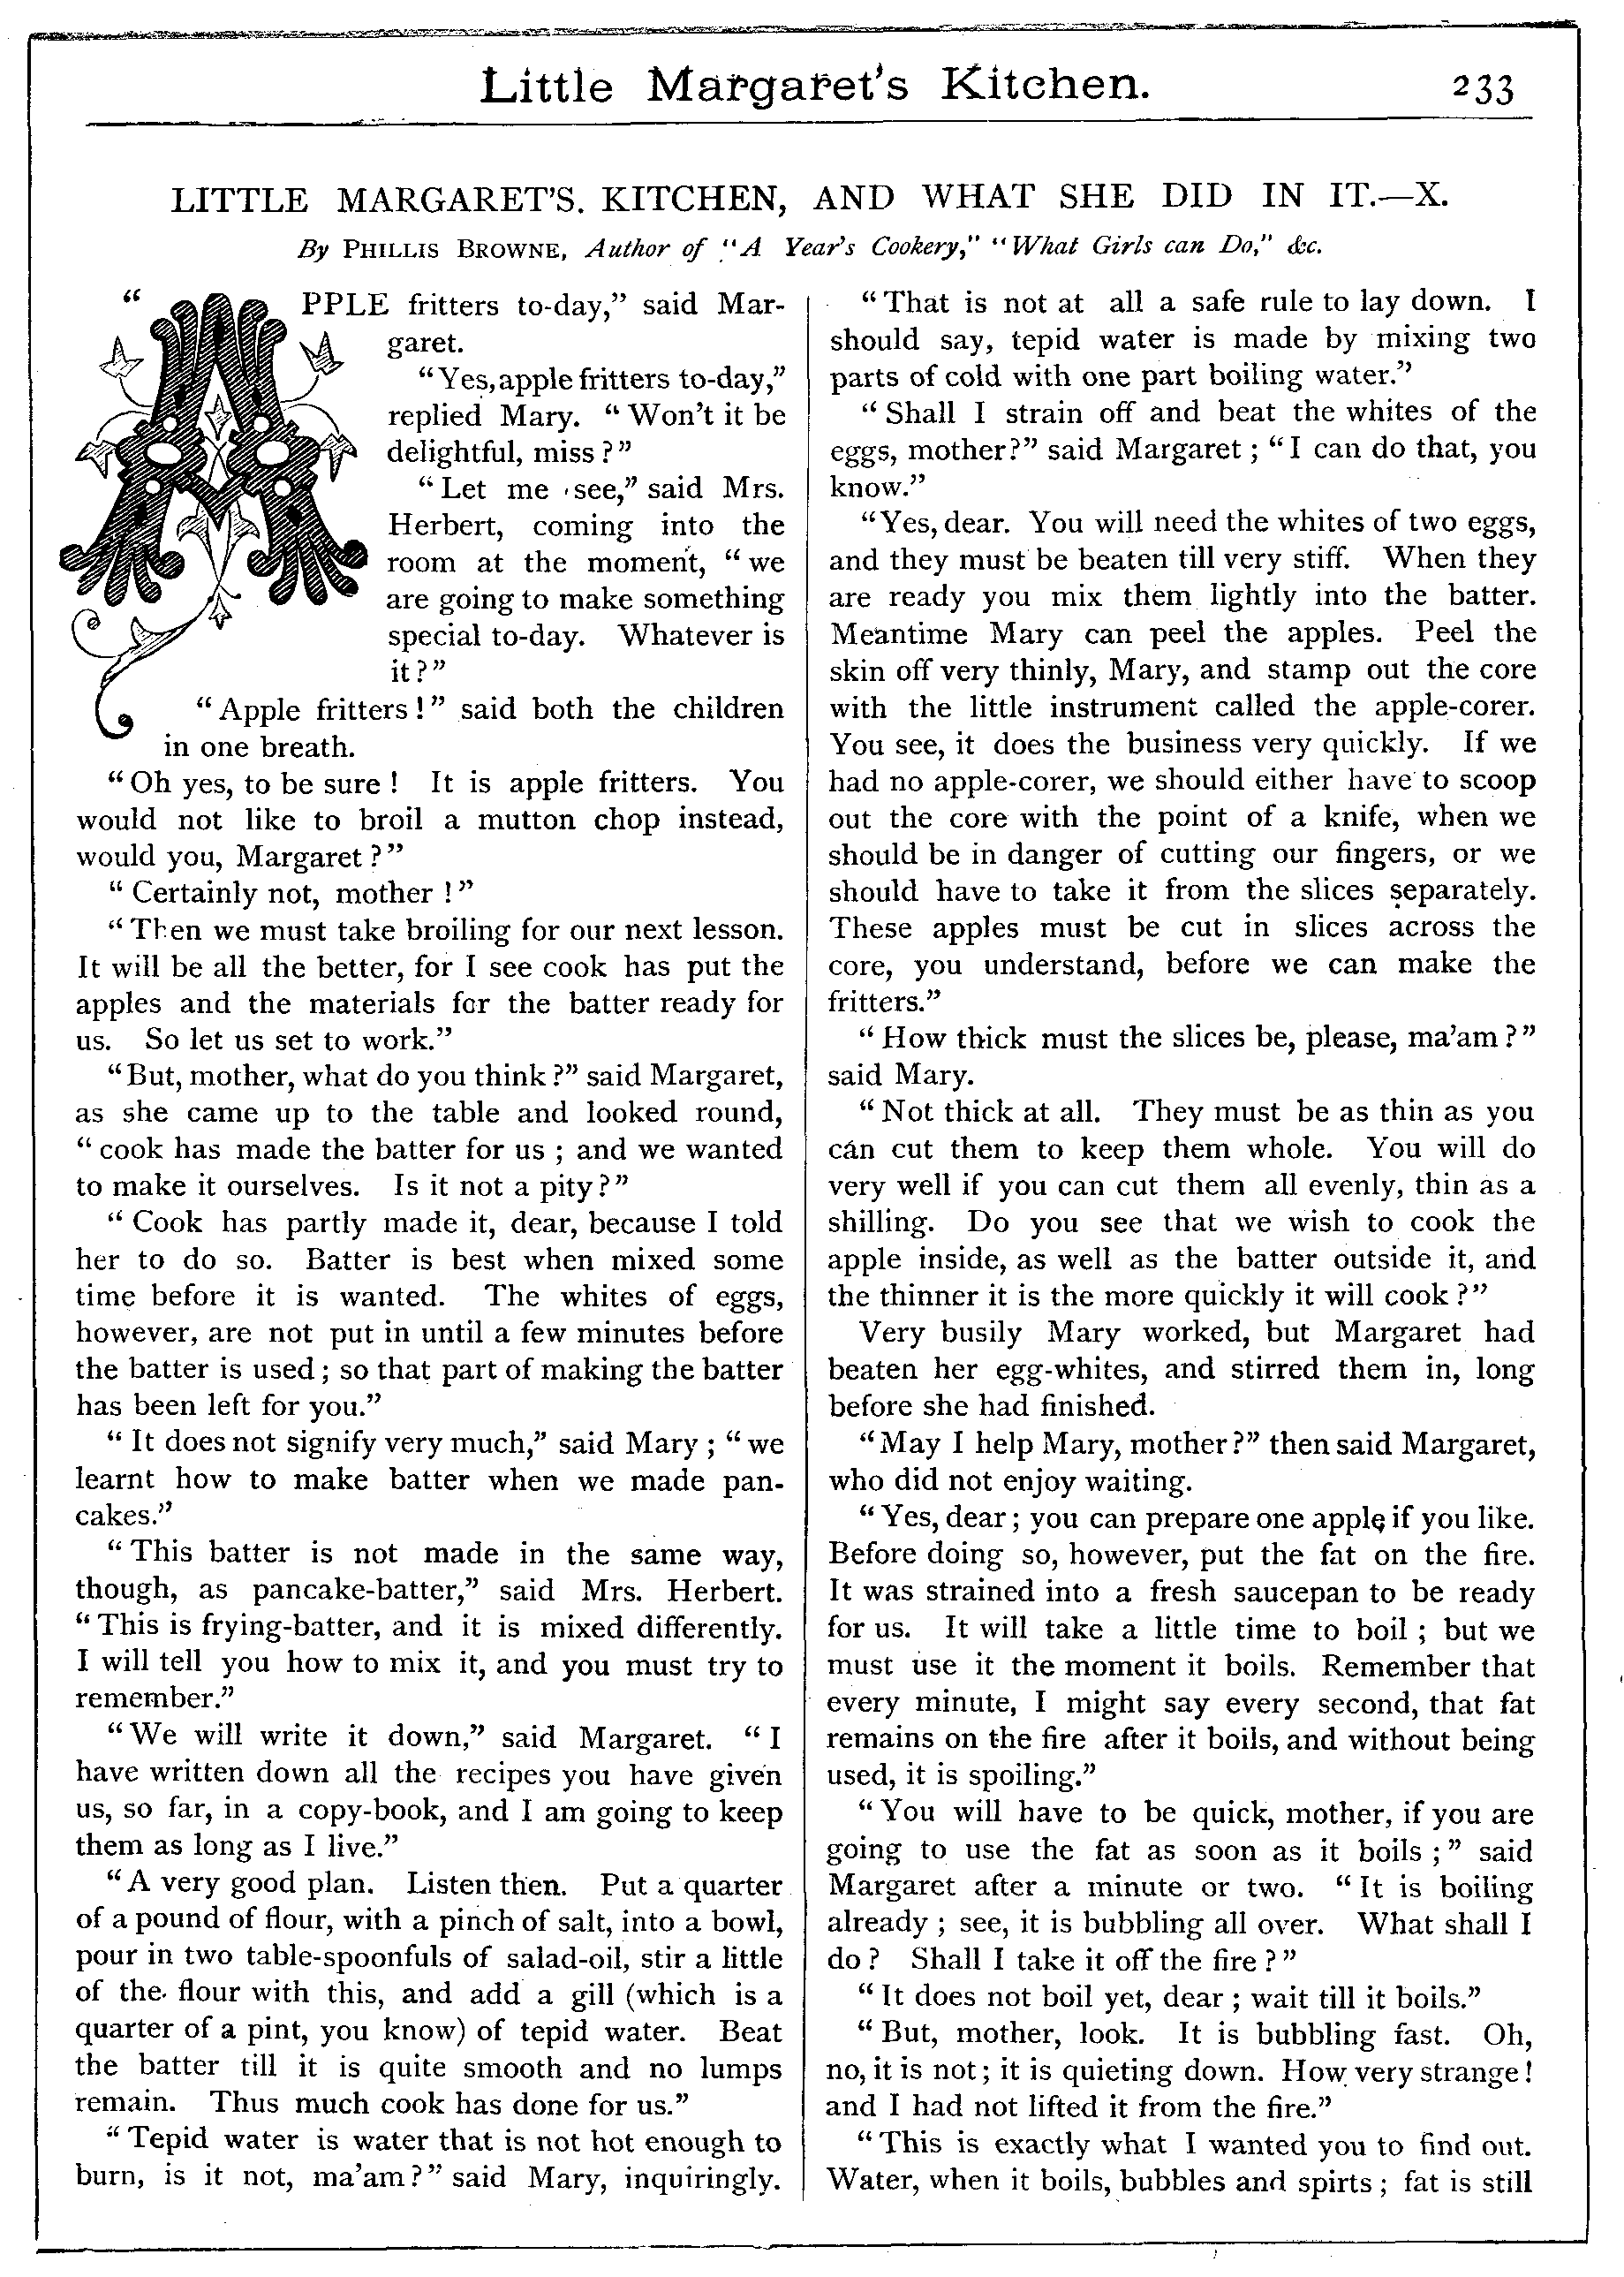 Little Margaret's Kitchen. 233
LITTLE MARGARET'S. KITCHEN, AND WHAT SHE DID IN IT.—X.
By PHILLIS BROWNE, Author of "A Year's Cookery," "What Girls can Do," &c.
"APPLE fritters to-day," said Mar-
garet.
"Yes, apple fritters to-day,"
replied Mary. "Won't it be
delightful, miss?"
"Let me see," said Mrs.
Herbert, coming into the
room at the moment, "we
are going to make something
special to-day. Whatever is
it?"
"Apple fritters!" said both the children
in one breath.
"Oh yes, to be sure! It is apple fritters. You
would not like to broil a mutton chop instead,
would you, Margaret?"
"Certainly not, mother!"
"Then we must take broiling for our next lesson.
It will be all the better, for I see cook has put the
apples and the materials for the batter ready for
us. So let us set to work."
"But, mother, what do you think?" said Margaret,
as she came up to the table and looked round,
"cook has made the batter for us; and we wanted
to make it ourselves. Is it not a pity?"
"Cook has partly made it, dear, because I told
her to do so. Batter is best when mixed some
time before it is wanted. The whites of eggs,
however, are not put in until a few minutes before
the batter is used; so that part of making the batter
has been left for you."
"It does not signify very much," said Mary; "we
learnt how to make batter when we made pan-
cakes."
"This batter is not made in the same way,
though, as pancake-batter," said Mrs. Herbert.
"This is frying-batter, and it is mixed differently.
I will tell you how to mix it, and you must try to
remember."
"We will write it down," said Margaret. "I
have written down all the recipes you have given
us, so far, in a copy-book, and I am going to keep
them as long as I live."
"A very good plan. Listen then. Put a quarter
of a pound of flour, with a pinch of salt, into a bowl,
pour in two table-spoonfuls of salad-oil, stir a little
of the flour with this, and add a gill (which is a
quarter of a pint, you know) of tepid water. Beat
the batter till it is quite smooth and no lumps
remain. Thus much cook has done for us."
"Tepid water is water that is not hot enough to
burn, is it not, ma'am?" said Mary, inquiringly.
"That is not at all a safe rule to lay down. I
should say, tepid water is made by mixing two
parts of cold with one part boiling water."
"Shall I strain off and beat the whites of the
eggs, mother?" said Margaret; "I can do that, you
know."
"Yes, dear. You will need the whites of two eggs,
and they must be beaten till very stiff. When they
are ready you mix them lightly into the batter.
Meantime Mary can peel the apples. Peel the
skin off very thinly, Mary, and stamp out the core
with the little instrument called the apple-corer.
You see, it does the business very quickly. If we
had no apple-corer, we should either have to scoop
out the core with the point of a knife, when we
should be in danger of cutting our fingers, or we
should have to take it from the slices separately.
These apples must be cut in slices across the
core, you understand, before we can make the
fritters."
"How thick must the slices be, please, ma'am?"
said Mary.
"Not thick at all. They must be as thin as you
can cut them to keep them whole. You will do
very well if you can cut them all evenly, thin as a
shilling. Do you see that we wish to cook the
apple inside, as well as the batter outside it, and
the thinner it is the more quickly it will cook?"
Very busily Mary worked, but Margaret had
beaten her egg-whites, and stirred them in, long
before she had finished.
"May I help Mary, mother?" then said Margaret,
who did not enjoy waiting.
"Yes, dear; you can prepare one apple if you like.
Before doing so, however, put the fat on the fire.
It was strained into a fresh saucepan to be ready
for us. It will take a little time to boil; but we
must use it the moment it boils. Remember that
every minute, I might say every second, that fat
remains on the fire after it boils, and without being
used, it is spoiling."
"You will have to be quick, mother, if you are
going to use the fat as soon as it boils;" said
Margaret after a minute or two. "It is boiling
already; see, it is bubbling all over. What shall I
do? Shall I take it off the fire?"
"It does not boil yet, dear; wait till it boils."
"But, mother, look. It is bubbling fast. Oh,
no, it is not; it is quieting down. How very strange!
and I had not lifted it from the fire."
"This is exactly what I wanted you to find out.
Water, when it boils, bubbles and spirts; fat is still